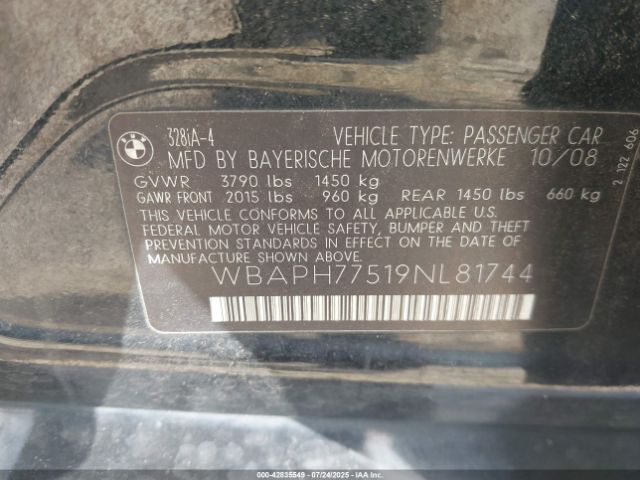 BMW
328iA-4 VEHICLE TYPE: PASSENGER CAR
MFD BY BAYERISCHE MOTORENWERKE 10/08
GVWR 3790 lbs 1450 kg
GAWR FRONT 2015 lbs 960 kg REAR 1450 lbs 660 kg
THIS VEHICLE CONFORMS TO ALL APPLICABLE U.S.
FEDERAL MOTOR VEHICLE SAFETY, BUMPER AND THEFT
PREVENTION STANDARDS IN EFFECT ON THE DATE OF
MANUFACTURE SHOWN ABOVE.
WBAPH77519NL81744
2 122 606
000-42835549 07/24/2025 IAAI.com